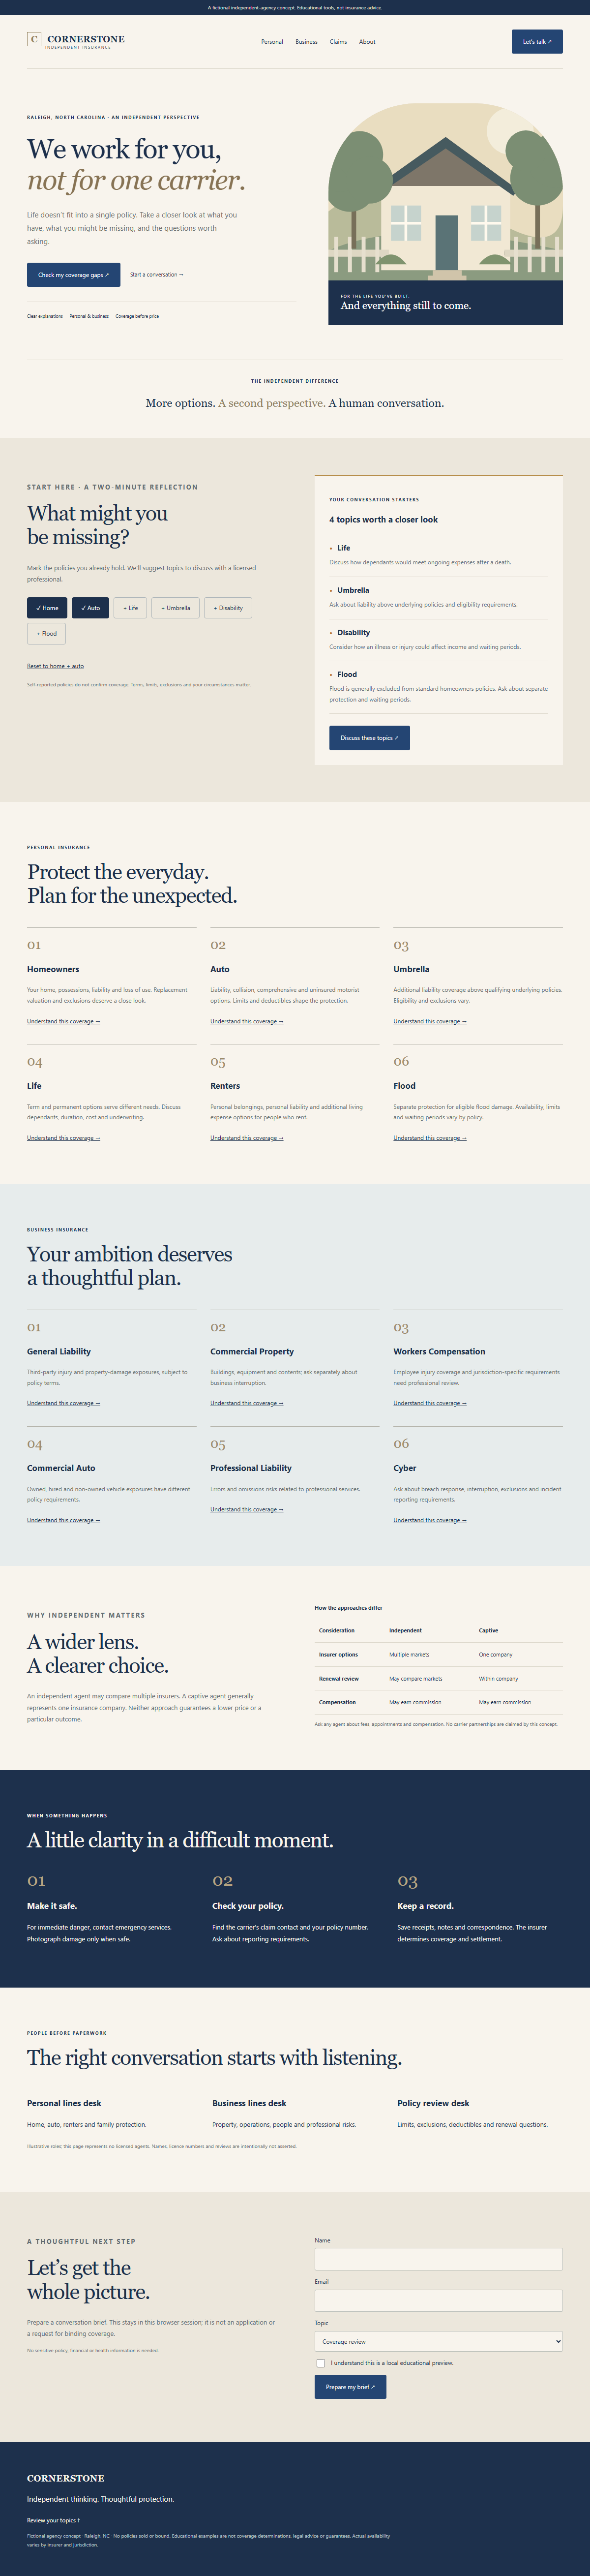 A fictional independent-agency concept. Educational tools, not insurance advice.
C CORNERSTONE
INDEPENDENT INSURANCE
Personal Business Claims About
Let's talk ↗
RALEIGH, NORTH CAROLINA · AN INDEPENDENT PERSPECTIVE
We work for you,
not for one carrier.
Life doesn't fit into a single policy. Take a closer look at what you
have, what you might be missing, and the questions worth
asking.
Check my coverage gaps ↗
Start a conversation →
Clear explanations Personal & business Coverage before price
FOR THE LIFE YOU'VE BUILT.
And everything still to come.
THE INDEPENDENT DIFFERENCE
More options. A second perspective. A human conversation.
START HERE · A TWO-MINUTE REFLECTION
What might you
be missing?
Mark the policies you already hold. We'll suggest topics to discuss with a licensed
professional.
✓ Home ✓ Auto + Life + Umbrella + Disability
+ Flood
Reset to home + auto
Self-reported policies do not confirm coverage. Terms, limits, exclusions and your circumstances matter.
YOUR CONVERSATION STARTERS
4 topics worth a closer look
Life
Discuss how dependants would meet ongoing expenses after a death.
Umbrella
Ask about liability above underlying policies and eligibility requirements.
Disability
Consider how an illness or injury could affect income and waiting periods.
Flood
Flood is generally excluded from standard homeowners policies. Ask about separate
protection and waiting periods.
Discuss these topics ↗
PERSONAL INSURANCE
Protect the everyday.
Plan for the unexpected.
01
Homeowners
Your home, possessions, liability and loss of use. Replacement
valuation and exclusions deserve a close look.
Understand this coverage →
02
Auto
Liability, collision, comprehensive and uninsured motorist
options. Limits and deductibles shape the protection.
Understand this coverage →
03
Umbrella
Additional liability coverage above qualifying underlying policies.
Eligibility and exclusions vary.
Understand this coverage →
04
Life
Term and permanent options serve different needs. Discuss
dependants, duration, cost and underwriting.
Understand this coverage →
05
Renters
Personal belongings, personal liability and additional living
expense options for people who rent.
Understand this coverage →
06
Flood
Separate protection for eligible flood damage. Availability, limits
and waiting periods vary by policy.
Understand this coverage →
BUSINESS INSURANCE
Your ambition deserves
a thoughtful plan.
01
General Liability
Third-party injury and property-damage exposures, subject to
policy terms.
Understand this coverage →
02
Commercial Property
Buildings, equipment and contents; ask separately about
business interruption.
Understand this coverage →
03
Workers Compensation
Employee injury coverage and jurisdiction-specific requirements
need professional review.
Understand this coverage →
04
Commercial Auto
Owned, hired and non-owned vehicle exposures have different
policy requirements.
Understand this coverage →
05
Professional Liability
Errors and omissions risks related to professional services.
Understand this coverage →
06
Cyber
Ask about breach response, interruption, exclusions and incident
reporting requirements.
Understand this coverage →
WHY INDEPENDENT MATTERS
A wider lens.
A clearer choice.
An independent agent may compare multiple insurers. A captive agent generally
represents one insurance company. Neither approach guarantees a lower price or a
particular outcome.
How the approaches differ
Consideration Independent Captive
Insurer options Multiple markets One company
Renewal review May compare markets Within company
Compensation May earn commission May earn commission
Ask any agent about fees, appointments and compensation. No carrier partnerships are claimed by this concept.
WHEN SOMETHING HAPPENS
A little clarity in a difficult moment.
01
Make it safe.
For immediate danger, contact emergency services.
Photograph damage only when safe.
02
Check your policy.
Find the carrier's claim contact and your policy number.
Ask about reporting requirements.
03
Keep a record.
Save receipts, notes and correspondence. The insurer
determines coverage and settlement.
PEOPLE BEFORE PAPERWORK
The right conversation starts with listening.
Personal lines desk
Home, auto, renters and family protection.
Business lines desk
Property, operations, people and professional risks.
Policy review desk
Limits, exclusions, deductibles and renewal questions.
Illustrative roles: this page represents no licensed agents. Names, licence numbers and reviews are intentionally not asserted.
A THOUGHTFUL NEXT STEP
Let's get the
whole picture.
Prepare a conversation brief. This stays in this browser session; it is not an application or
a request for binding coverage.
No sensitive policy, financial or health information is needed.
Name
Email
Topic
Coverage review
I understand this is a local educational preview.
Prepare my brief ↗
CORNERSTONE
Independent thinking. Thoughtful protection.
Review your topics ↑
Fictional agency concept · Raleigh, NC · No policies sold or bound. Educational examples are not coverage determinations, legal advice or guarantees. Actual availability
varies by insurer and jurisdiction.